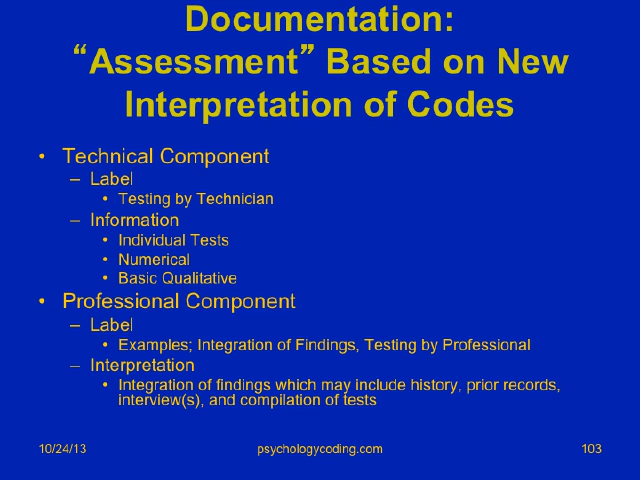 Documentation:
“Assessment” Based on New
Interpretation of Codes
• Technical Component
– Label
• Testing by Technician
– Information
• Individual Tests
• Numerical
• Basic Qualitative
• Professional Component
– Label
• Examples; Integration of Findings, Testing by Professional
– Interpretation
• Integration of findings which may include history, prior records,
interview(s), and compilation of tests
10/24/13 psychologycoding.com 103